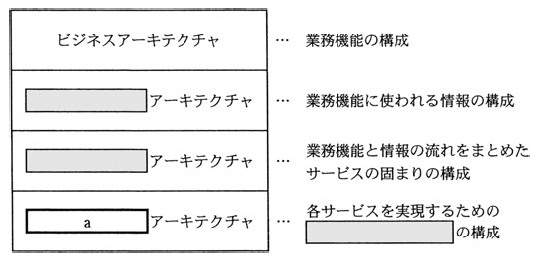 ビジネスアーキテクチャ … 業務機能の構成
アーキテクチャ … 業務機能に使われる情報の構成
アーキテクチャ … 業務機能と情報の流れをまとめた
サービスの固まりの構成
a アーキテクチャ … 各サービスを実現するための
の構成